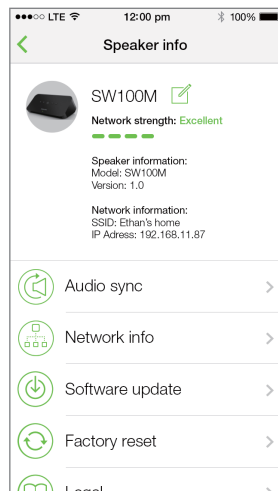 LTE 12:00 pm 100%
Speaker info
SW100M
Network strength: Excellent
Speaker information:
Model: SW100M
Version: 1.0
Network information:
SSID: Ethan's home
IP Adress: 192.168.11.87
Audio sync
Network info
Software update
Factory reset
Legal